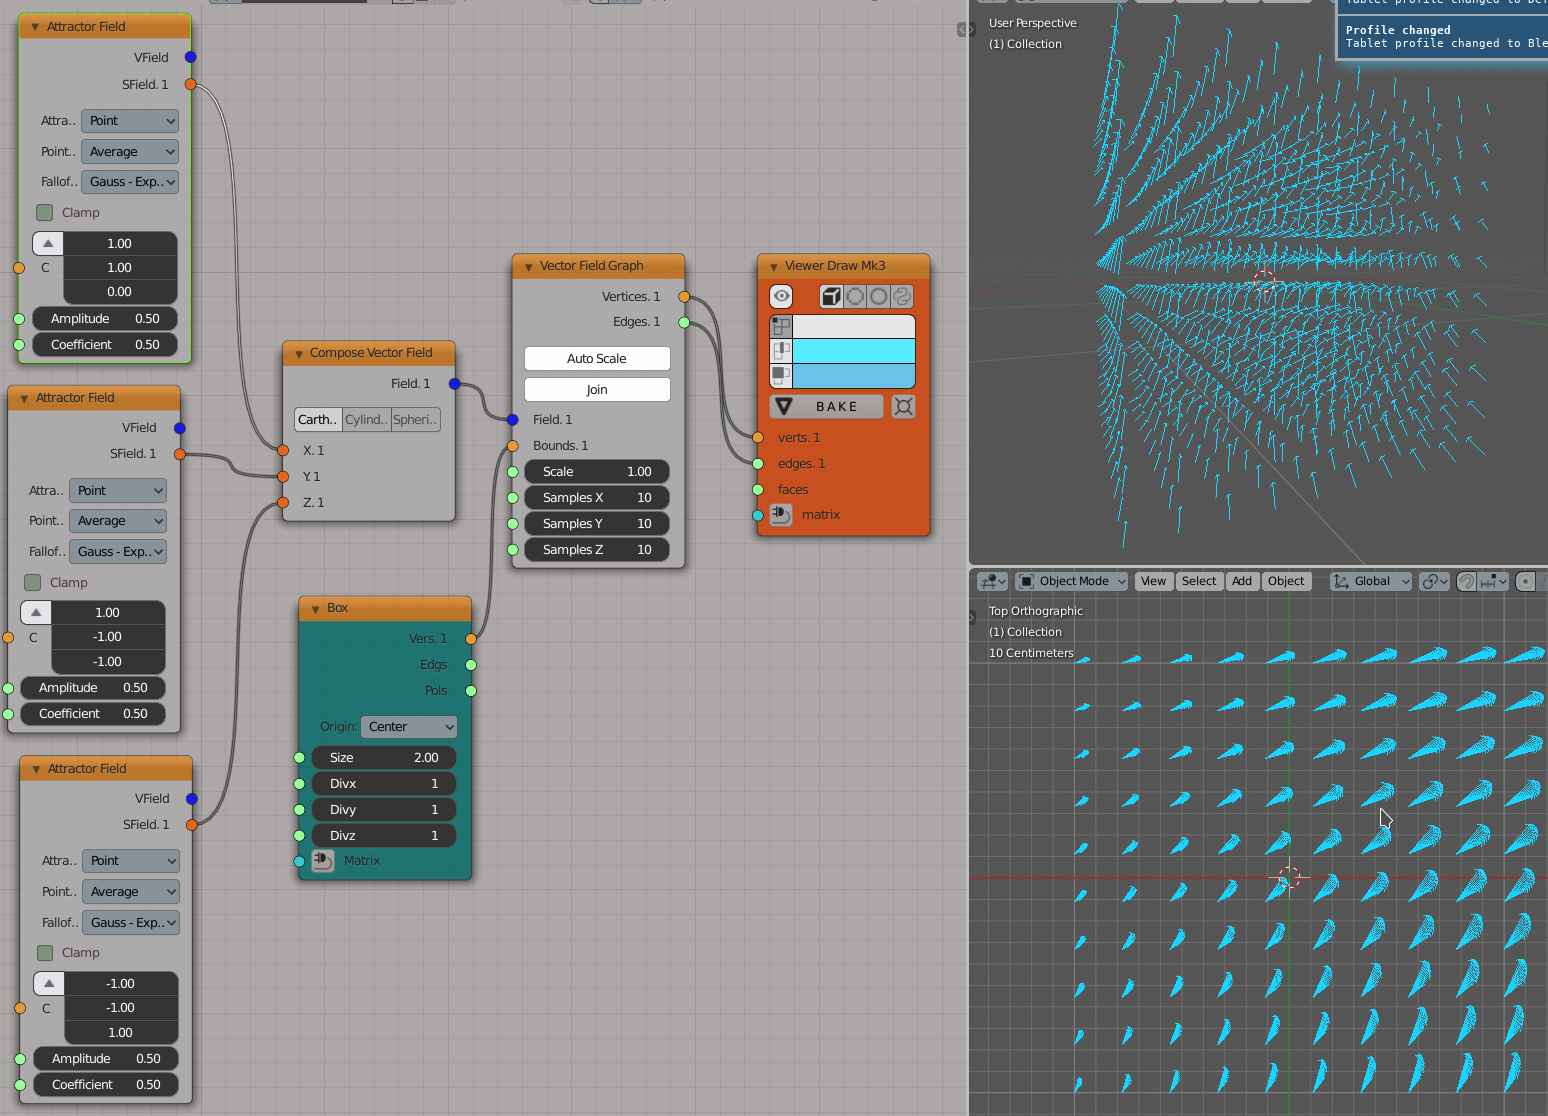 Attractor Field
VField
SField. 1
Attra..
Point
Point..
Average
Fallof..
Gauss - Exp..
Clamp
1.00
C
1.00
0.00
Amplitude 0.50
Coefficient 0.50
Attractor Field
VField
SField. 1
Attra..
Point
Point..
Average
Fallof..
Gauss - Exp..
Clamp
1.00
C
-1.00
-1.00
Amplitude 0.50
Coefficient 0.50
Attractor Field
VField
SField. 1
Attra..
Point
Point..
Average
Fallof..
Gauss - Exp..
Clamp
-1.00
C
-1.00
1.00
Amplitude 0.50
Coefficient 0.50
Compose Vector Field
Field. 1
Carth.. Cylind.. Spheri..
X. 1
Y. 1
Z. 1
Box
Vers. 1
Edgs
Pols
Origin: Center
Size 2.00
Divx 1
Divy 1
Divz 1
Matrix
Vector Field Graph
Vertices. 1
Edges. 1
Auto Scale
Join
Field. 1
Bounds. 1
Scale 1.00
Samples X 10
Samples Y 10
Samples Z 10
Viewer Draw Mk3
BAKE
verts. 1
edges. 1
faces
matrix
User Perspective
(1) Collection
Profile changed
Tablet profile changed to Ble
Object Mode View Select Add Object Global
Top Orthographic
(1) Collection
10 Centimeters